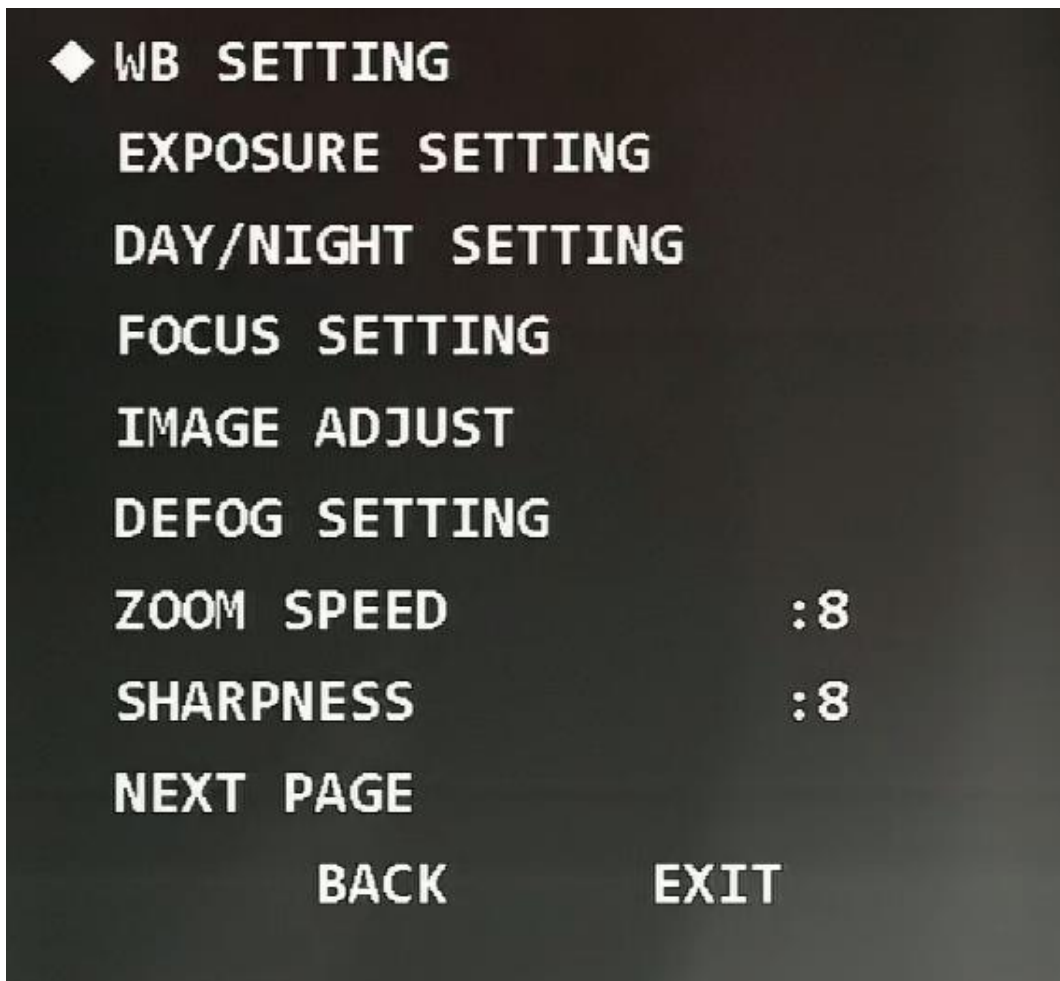 WB SETTING
EXPOSURE SETTING
DAY/NIGHT SETTING
FOCUS SETTING
IMAGE ADJUST
DEFOG SETTING
ZOOM SPEED :8
SHARPNESS :8
NEXT PAGE
BACK EXIT